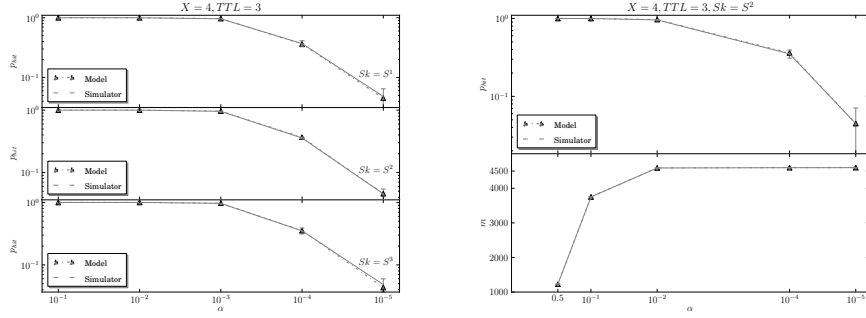 X = 4, TTL = 3
10⁰
10⁻¹
p_hit
Model
Simulator
Sk = S¹
10⁰
10⁻¹
p_hit
Model
Simulator
Sk = S²
10⁰
10⁻¹
p_hit
Model
Simulator
Sk = S³
10⁻¹ 10⁻² 10⁻³ 10⁻⁴ 10⁻⁵
α
X = 4, TTL = 3, Sk = S²
10⁰
10⁻¹
p_hit
Model
Simulator
4500
4000
3500
3000
2500
2000
1500
1000
m
0.5 10⁻¹ 10⁻² 10⁻⁴ 10⁻⁵
α